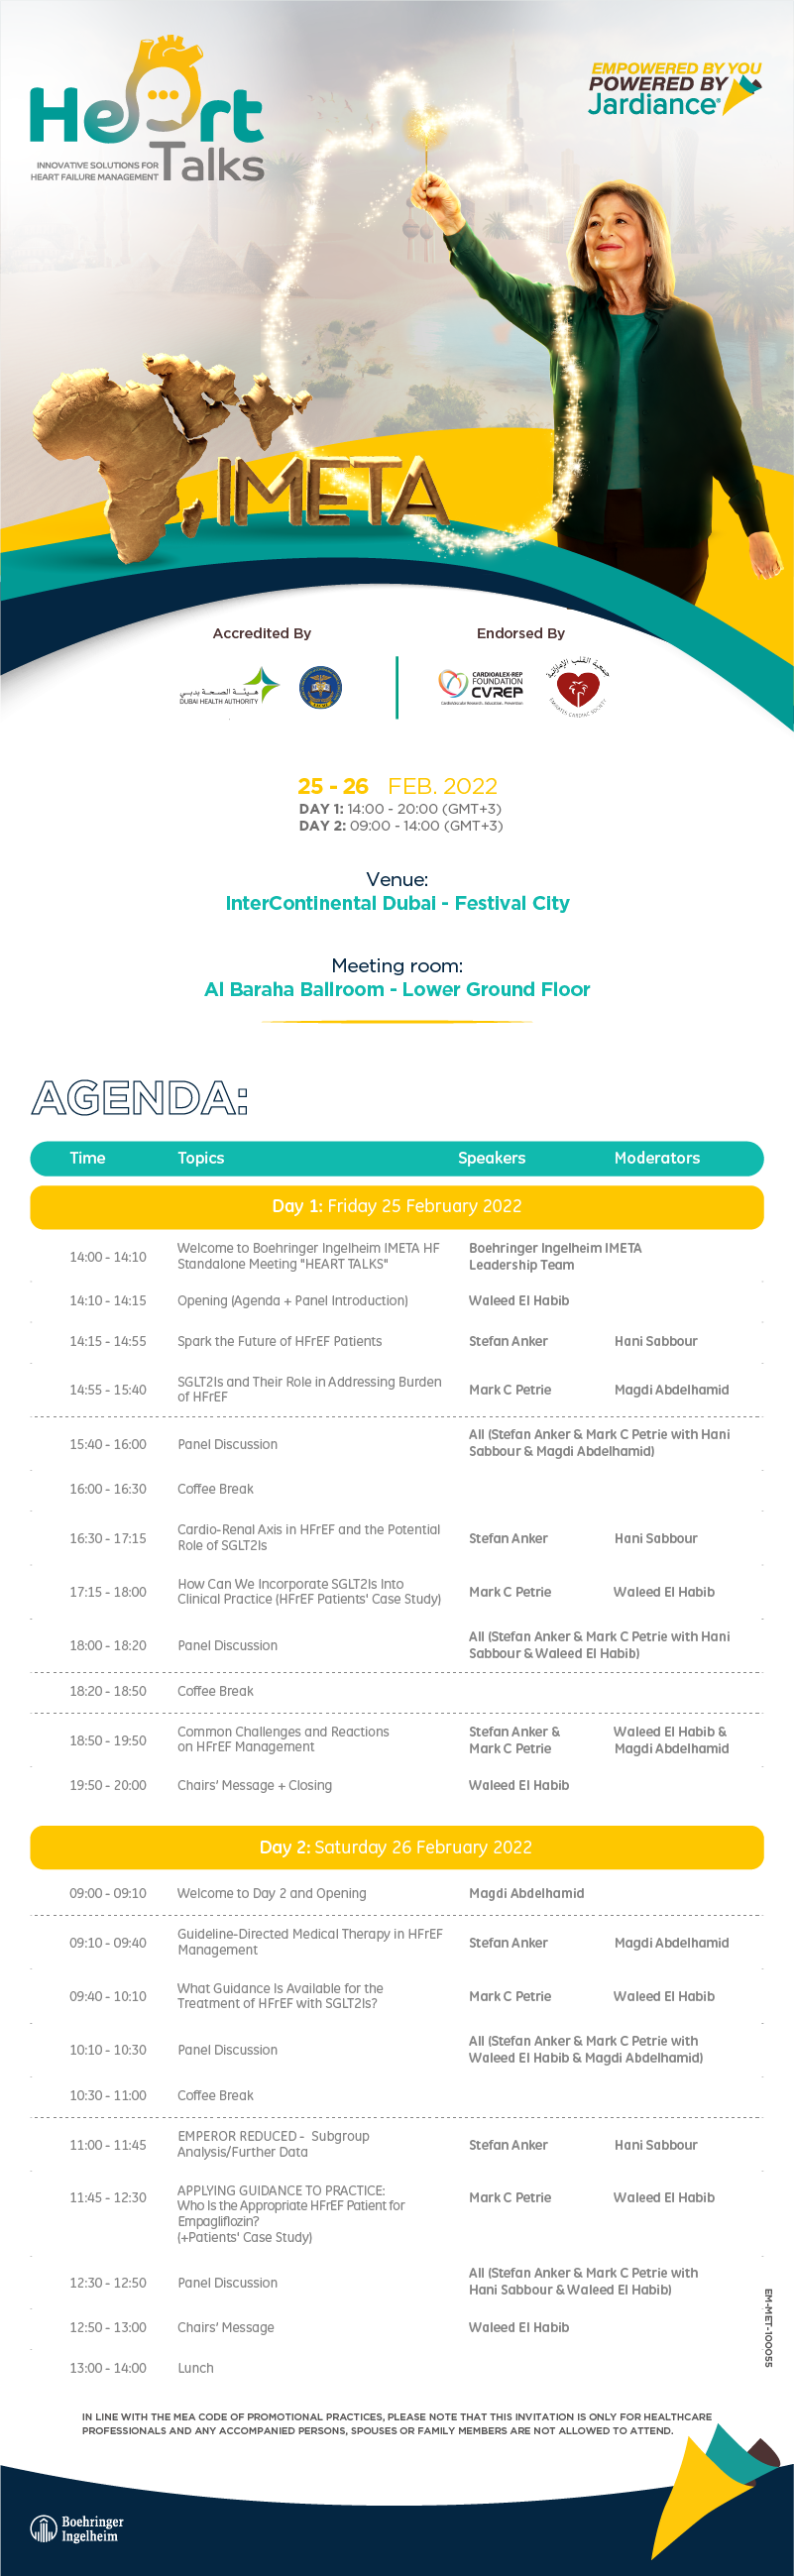 Heart
Talks
INNOVATIVE SOLUTIONS FOR
HEART FAILURE MANAGEMENT
EMPOWERED BY YOU
POWERED BY
Jardiance®
IMETA
Accredited By
Endorsed By
هيئة الصحة بدبي
DUBAI HEALTH AUTHORITY
CARDIOALEX-REP
FOUNDATION
CVREP
CardioVascular Research, Education, Prevention
جمعية القلب الإماراتية
EMIRATES CARDIAC SOCIETY
25 - 26 FEB. 2022
DAY 1: 14:00 - 20:00 (GMT+3)
DAY 2: 09:00 - 14:00 (GMT+3)
Venue:
InterContinental Dubai - Festival City
Meeting room:
Al Baraha Ballroom - Lower Ground Floor
AGENDA:
Time Topics Speakers Moderators
Day 1: Friday 25 February 2022
14:00 - 14:10
Welcome to Boehringer Ingelheim IMETA HF
Standalone Meeting "HEART TALKS"
Boehringer Ingelheim IMETA
Leadership Team
14:10 - 14:15 Opening (Agenda + Panel Introduction) Waleed El Habib
14:15 - 14:55 Spark the Future of HFrEF Patients Stefan Anker Hani Sabbour
14:55 - 15:40
SGLT2Is and Their Role in Addressing Burden
of HFrEF
Mark C Petrie Magdi Abdelhamid
15:40 - 16:00 Panel Discussion
All (Stefan Anker & Mark C Petrie with Hani
Sabbour & Magdi Abdelhamid)
16:00 - 16:30 Coffee Break
16:30 - 17:15
Cardio-Renal Axis in HFrEF and the Potential
Role of SGLT2Is
Stefan Anker Hani Sabbour
17:15 - 18:00
How Can We Incorporate SGLT2Is Into
Clinical Practice (HFrEF Patients' Case Study)
Mark C Petrie Waleed El Habib
18:00 - 18:20 Panel Discussion
All (Stefan Anker & Mark C Petrie with Hani
Sabbour & Waleed El Habib)
18:20 - 18:50 Coffee Break
18:50 - 19:50
Common Challenges and Reactions
on HFrEF Management
Stefan Anker &
Mark C Petrie
Waleed El Habib &
Magdi Abdelhamid
19:50 - 20:00 Chairs' Message + Closing Waleed El Habib
Day 2: Saturday 26 February 2022
09:00 - 09:10 Welcome to Day 2 and Opening Magdi Abdelhamid
09:10 - 09:40
Guideline-Directed Medical Therapy in HFrEF
Management
Stefan Anker Magdi Abdelhamid
09:40 - 10:10
What Guidance Is Available for the
Treatment of HFrEF with SGLT2Is?
Mark C Petrie Waleed El Habib
10:10 - 10:30 Panel Discussion
All (Stefan Anker & Mark C Petrie with
Waleed El Habib & Magdi Abdelhamid)
10:30 - 11:00 Coffee Break
11:00 - 11:45
EMPEROR REDUCED - Subgroup
Analysis/Further Data
Stefan Anker Hani Sabbour
11:45 - 12:30
APPLYING GUIDANCE TO PRACTICE:
Who Is the Appropriate HFrEF Patient for
Empagliflozin?
(+Patients' Case Study)
Mark C Petrie Waleed El Habib
12:30 - 12:50 Panel Discussion
All (Stefan Anker & Mark C Petrie with
Hani Sabbour & Waleed El Habib)
12:50 - 13:00 Chairs' Message Waleed El Habib
13:00 - 14:00 Lunch
EM-MET-100055
IN LINE WITH THE MEA CODE OF PROMOTIONAL PRACTICES, PLEASE NOTE THAT THIS INVITATION IS ONLY FOR HEALTHCARE
PROFESSIONALS AND ANY ACCOMPANIED PERSONS, SPOUSES OR FAMILY MEMBERS ARE NOT ALLOWED TO ATTEND.
Boehringer
Ingelheim